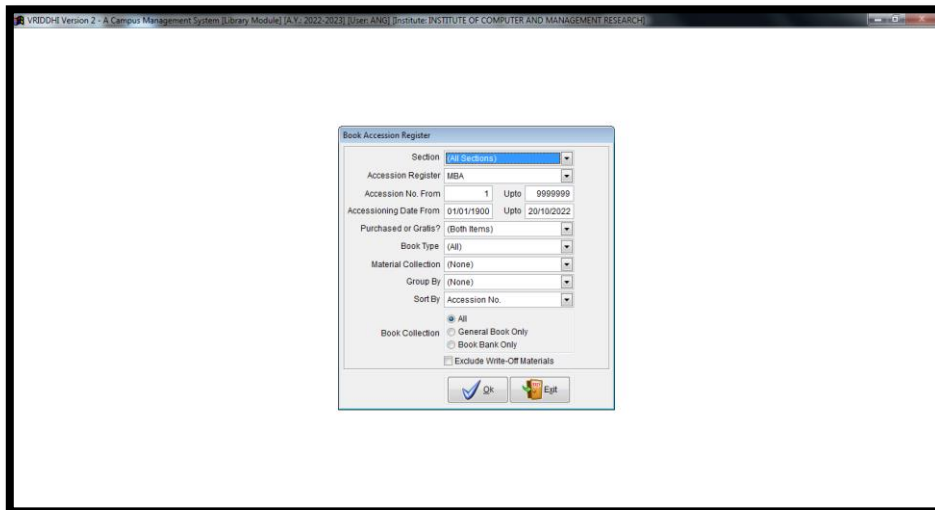 VRIDDHI Version 2 - A Campus Management System [Library Module] [A.Y.: 2022-2023] [User: ANG] [Institute: INSTITUTE OF COMPUTER AND MANAGEMENT RESEARCH]
Book Accession Register
Section (All Sections)
Accession Register MBA
Accession No. From 1 Upto 9999999
Accessioning Date From 01/01/1900 Upto 20/10/2022
Purchased or Gratis? (Both Items)
Book Type (All)
Material Collection (None)
Group By (None)
Sort By Accession No.
All
Book Collection General Book Only
Book Bank Only
Exclude Write-Off Materials
Ok Exit